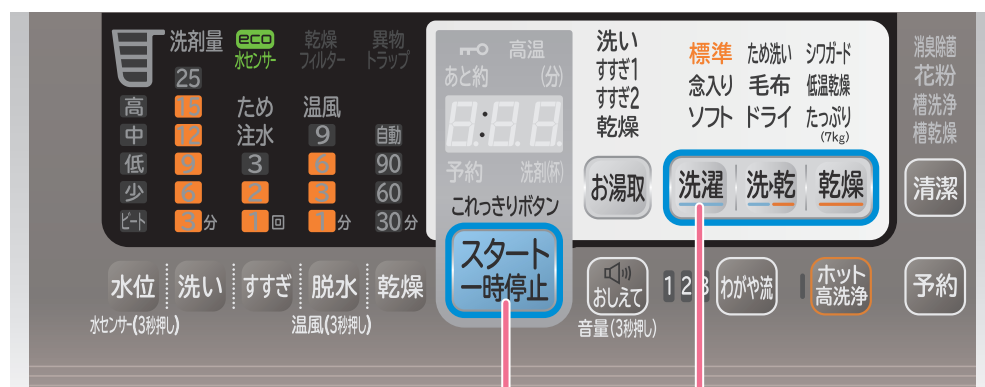 洗剤量
eco
水センサー
乾燥
フィルター
異物
トラップ
25
高 15
中 12
低 9
少 6
ビート 3分
ため
注水
3
2
1回
温風
9
6
3
1分
自動
90
60
30分
高温
あと約 (分)
8:8.8
予約 洗剤(杯)
これっきりボタン
スタート
一時停止
洗い
すすぎ1
すすぎ2
乾燥
標準 ため洗い シワガード
念入り 毛布 低温乾燥
ソフト ドライ たっぷり
(7kg)
お湯取
洗濯
洗・乾
乾燥
消臭除菌
花粉
槽洗浄
槽乾燥
清潔
水位 洗い すすぎ 脱水 乾燥
水センサー(3秒押し) 温風(3秒押し)
おしえて
音量(3秒押し)
1 2 3 わがや流
ホット
高洗浄
予約